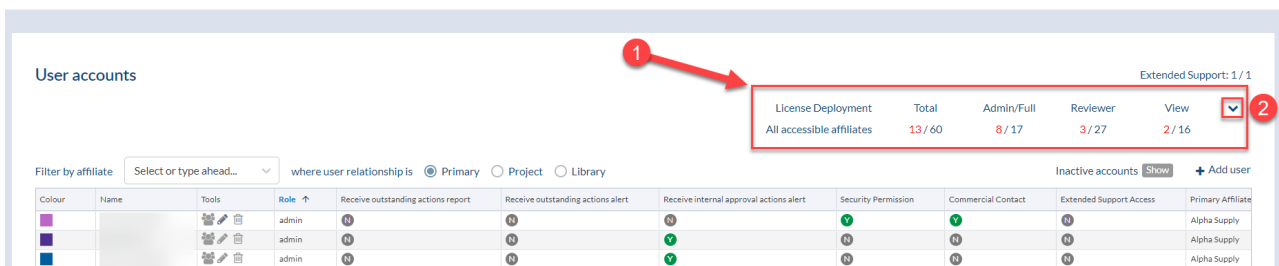 1
User accounts
Extended Support: 1 / 1
License Deployment Total Admin/Full Reviewer View
2
All accessible affiliates 13 / 60 8 / 17 3 / 27 2 / 16
Filter by affiliate Select or type ahead... where user relationship is Primary Project Library Inactive accounts Show + Add user
Colour Name Tools Role ↑ Receive outstanding actions report Receive outstanding actions alert Receive internal approval actions alert Security Permission Commercial Contact Extended Support Access Primary Affiliate
admin N N N Y Y N Alpha Supply
admin N N Y N N N Alpha Supply
admin N N Y N N N Alpha Supply